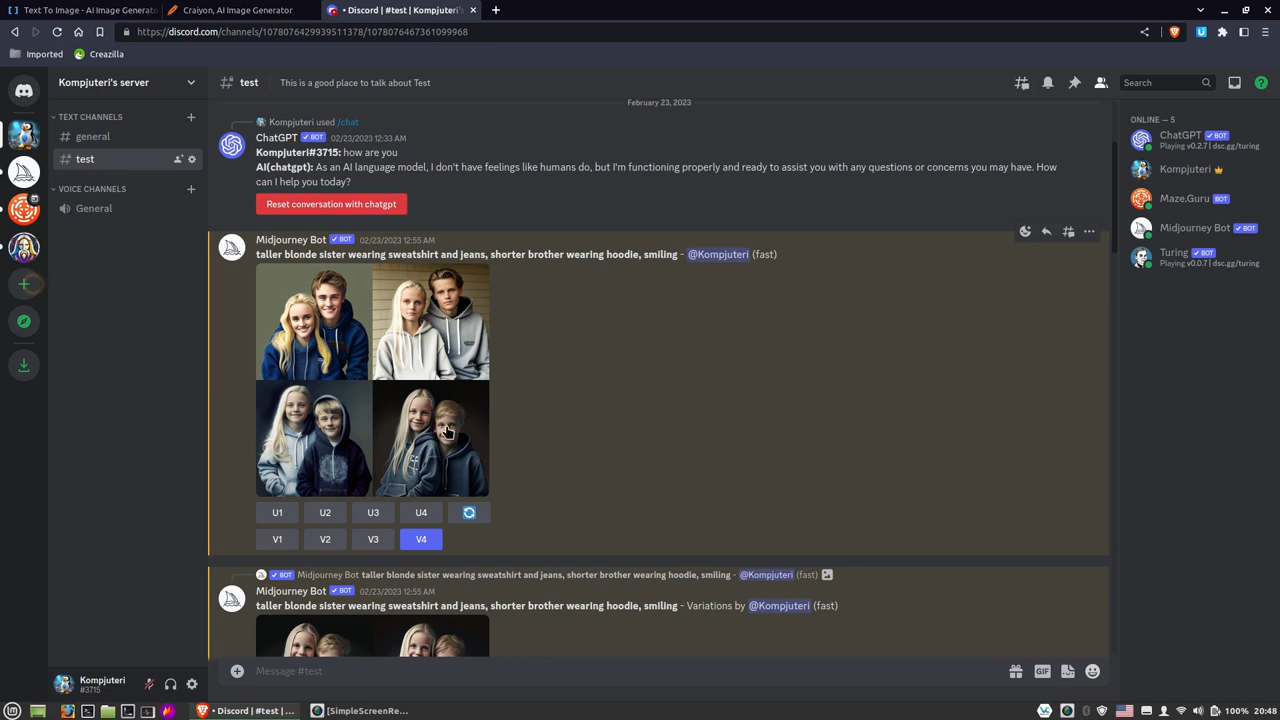 Text To Image - AI Image Generato
Craiyon, AI Image Generator
• Discord | #test | Kompjuteri's
https://discord.com/channels/1078076429939511378/1078076467361099968
Imported
Creazilla
Kompjuteri's server
test
This is a good place to talk about Test
Search
TEXT CHANNELS
general
test
VOICE CHANNELS
General
February 23, 2023
Kompjuteri used /chat
ChatGPT BOT 02/23/2023 12:33 AM
Kompjuteri#3715: how are you
AI(chatgpt): As an AI language model, I don't have feelings like humans do, but I'm functioning properly and ready to assist you with any questions or concerns you may have. How
can I help you today?
Reset conversation with chatgpt
Midjourney Bot BOT 02/23/2023 12:55 AM
taller blonde sister wearing sweatshirt and jeans, shorter brother wearing hoodie, smiling - @Kompjuteri (fast)
U1 U2 U3 U4
V1 V2 V3 V4
BOT Midjourney Bot taller blonde sister wearing sweatshirt and jeans, shorter brother wearing hoodie, smiling - @Kompjuteri (fast)
Midjourney Bot BOT 02/23/2023 12:55 AM
taller blonde sister wearing sweatshirt and jeans, shorter brother wearing hoodie, smiling - Variations by @Kompjuteri (fast)
Message #test
GIF
ONLINE — 5
ChatGPT BOT
Playing v0.2.7 | dsc.gg/turing
Kompjuteri
Maze.Guru BOT
Midjourney Bot BOT
Turing BOT
Playing v0.0.7 | dsc.gg/turing
Kompjuteri
#3715
• Discord | #test | ...
[SimpleScreenRe...
100%
20:48